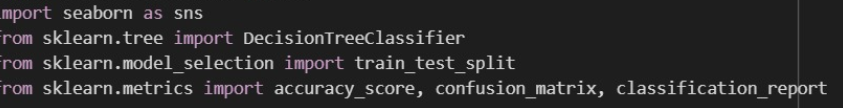 import seaborn as sns
from sklearn.tree import DecisionTreeClassifier
from sklearn.model_selection import train_test_split
from sklearn.metrics import accuracy_score, confusion_matrix, classification_report